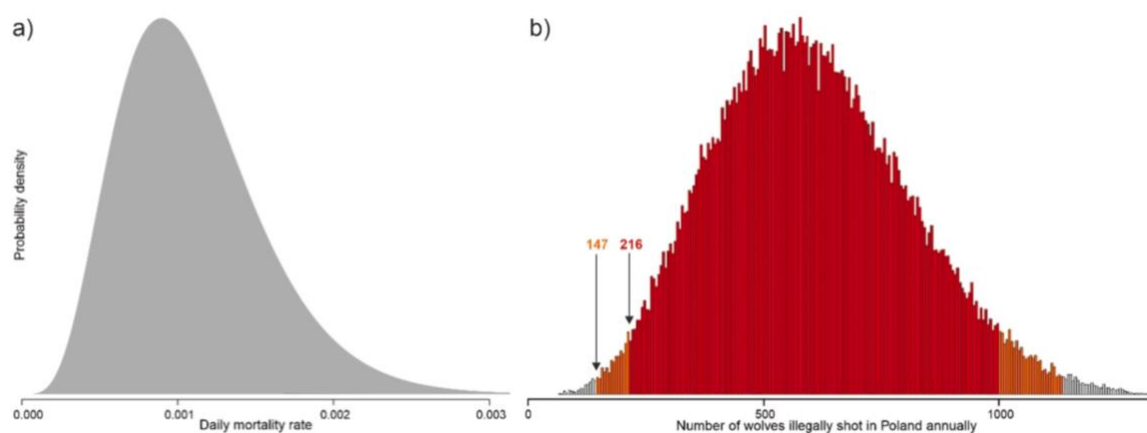 a)
Probability density
0.000
0.001
0.002
0.003
Daily mortality rate
b)
147
216
0
500
1000
Number of wolves illegally shot in Poland annually